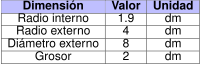 Dimensión Valor Unidad
Radio interno 1.9 dm
Radio externo 4 dm
Diámetro externo 8 dm
Grosor 2 dm